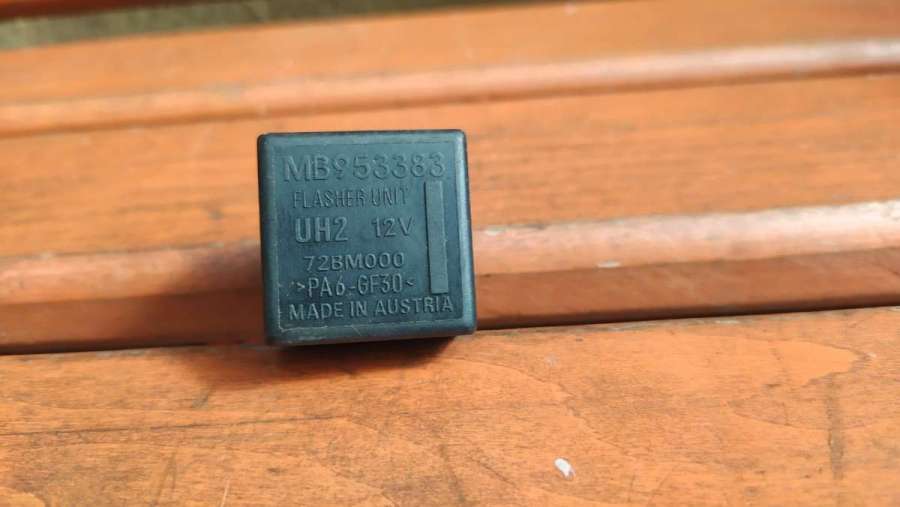 MB953383
FLASHER UNIT
UH2 12V
72BM000
>PA6-GF30<
MADE IN AUSTRIA